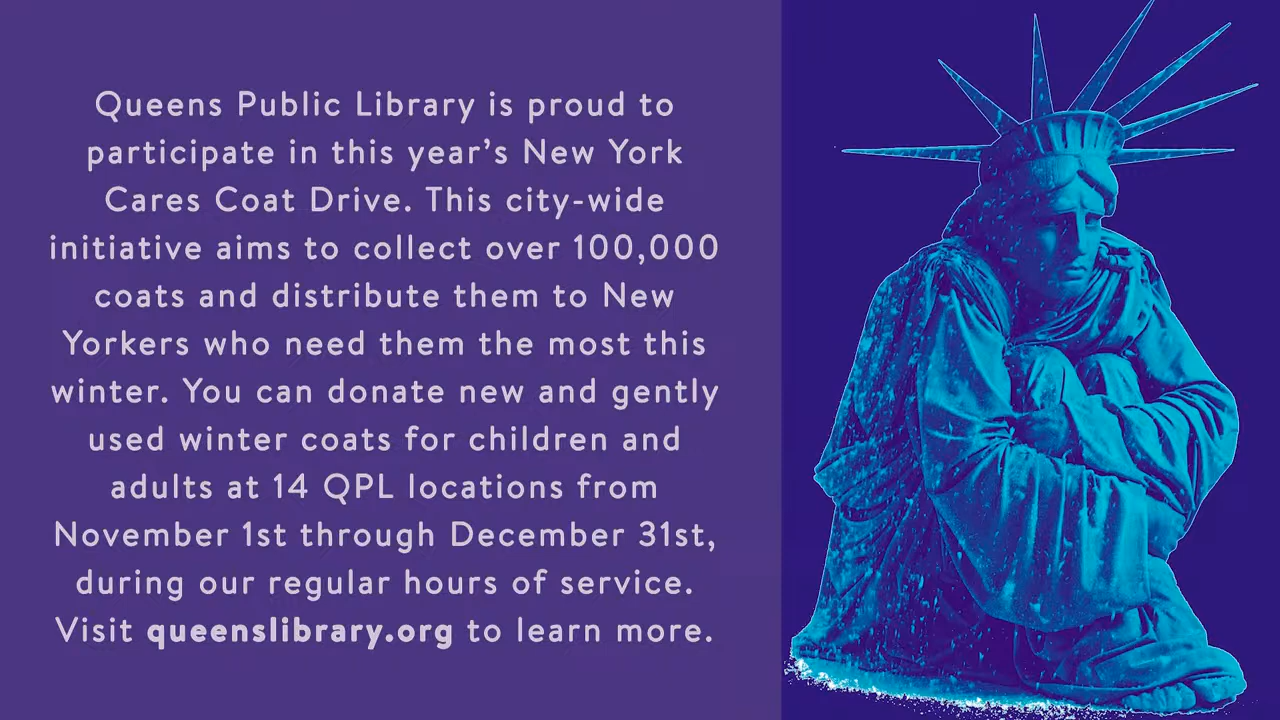 Queens Public Library is proud to
participate in this year’s New York
Cares Coat Drive. This city-wide
initiative aims to collect over 100,000
coats and distribute them to New
Yorkers who need them the most this
winter. You can donate new and gently
used winter coats for children and
adults at 14 QPL locations from
November 1st through December 31st,
during our regular hours of service.
Visit queenslibrary.org to learn more.